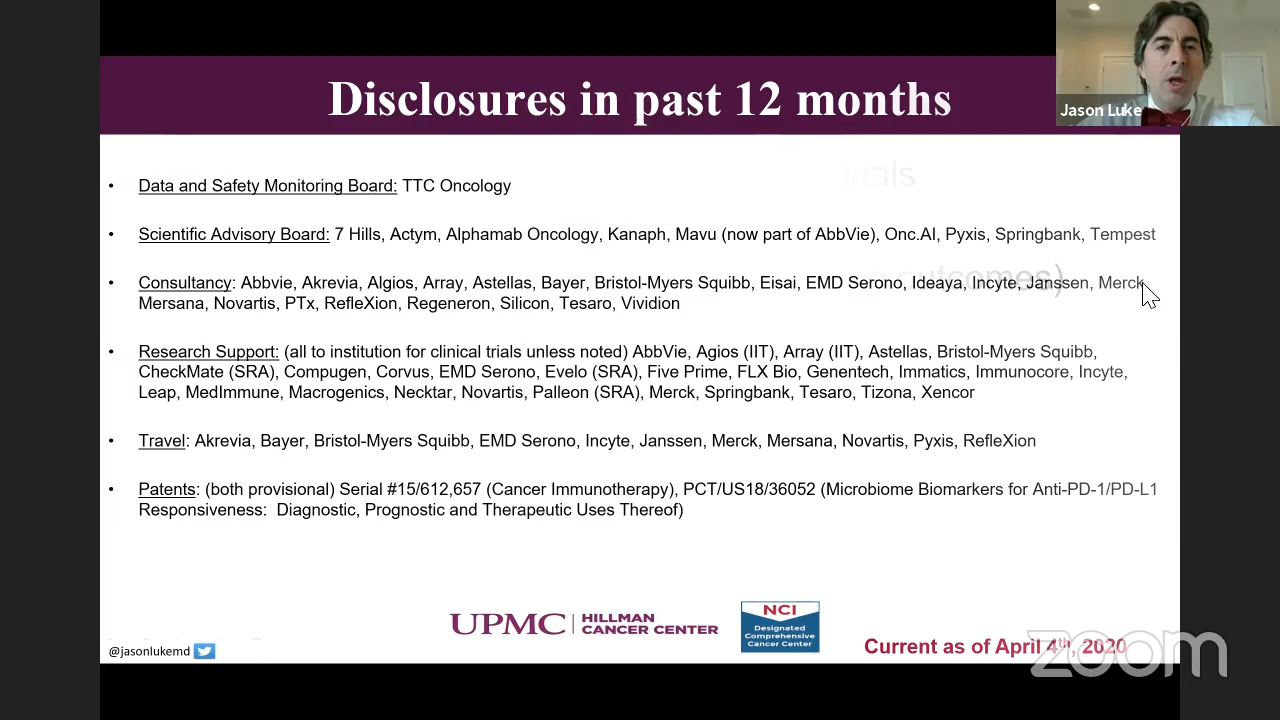 Disclosures in past 12 months
Jason Luke
trials
• Data and Safety Monitoring Board: TTC Oncology
• Scientific Advisory Board: 7 Hills, Actym, Alphamab Oncology, Kanaph, Mavu (now part of AbbVie), Onc.AI, Pyxis, Springbank, Tempest
outcomes)
• Consultancy: Abbvie, Akrevia, Algios, Array, Astellas, Bayer, Bristol-Myers Squibb, Eisai, EMD Serono, Ideaya, Incyte, Janssen, Merck,
Mersana, Novartis, PTx, RefleXion, Regeneron, Silicon, Tesaro, Vividion
• Research Support: (all to institution for clinical trials unless noted) AbbVie, Agios (IIT), Array (IIT), Astellas, Bristol-Myers Squibb,
CheckMate (SRA), Compugen, Corvus, EMD Serono, Evelo (SRA), Five Prime, FLX Bio, Genentech, Immatics, Immunocore, Incyte,
Leap, MedImmune, Macrogenics, Necktar, Novartis, Palleon (SRA), Merck, Springbank, Tesaro, Tizona, Xencor
• Travel: Akrevia, Bayer, Bristol-Myers Squibb, EMD Serono, Incyte, Janssen, Merck, Mersana, Novartis, Pyxis, RefleXion
• Patents: (both provisional) Serial #15/612,657 (Cancer Immunotherapy), PCT/US18/36052 (Microbiome Biomarkers for Anti-PD-1/PD-L1
Responsiveness: Diagnostic, Prognostic and Therapeutic Uses Thereof)
UPMC | HILLMAN
CANCER CENTER
NCI
Designated
Comprehensive
Cancer Center
@jasonlukemd
Current as of April 4th, 2020
zoom